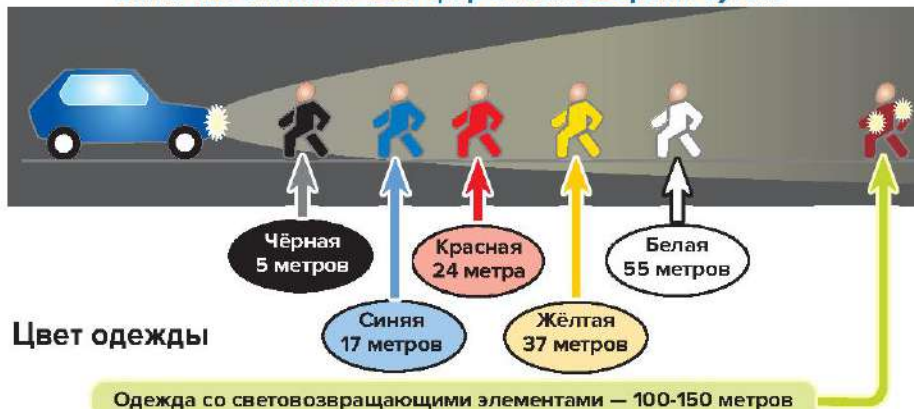 Чёрная
5 метров
Красная
24 метра
Белая
55 метров
Синяя
17 метров
Жёлтая
37 метров
Цвет одежды
Одежда со световозвращающими элементами — 100-150 метров